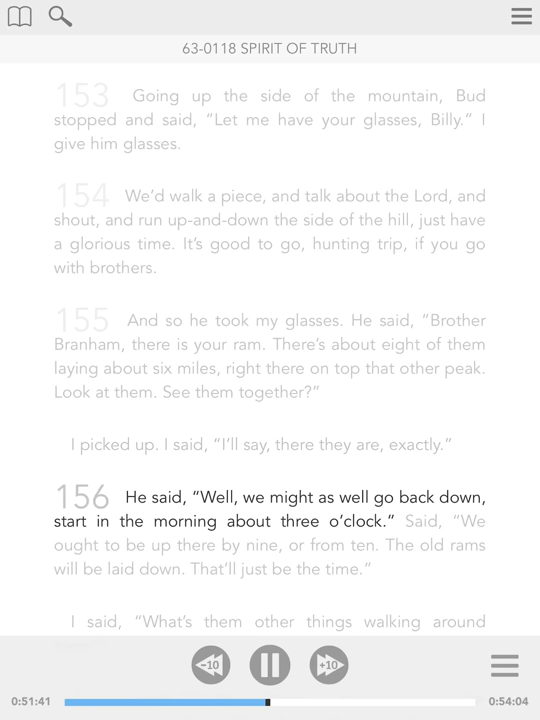 63-0118 SPIRIT OF TRUTH
153 Going up the side of the mountain, Bud
stopped and said, “Let me have your glasses, Billy.” I
give him glasses.
154 We’d walk a piece, and talk about the Lord, and
shout, and run up-and-down the side of the hill, just have
a glorious time. It’s good to go, hunting trip, if you go
with brothers.
155 And so he took my glasses. He said, “Brother
Branham, there is your ram. There’s about eight of them
laying about six miles, right there on top that other peak.
Look at them. See them together?”
I picked up. I said, “I’ll say, there they are, exactly.”
156 He said, “Well, we might as well go back down,
start in the morning about three o’clock.” Said, “We
ought to be up there by nine, or from ten. The old rams
will be laid down. That’ll just be the time.”
I said, “What’s them other things walking around
-10 +10
0:51:41 0:54:04